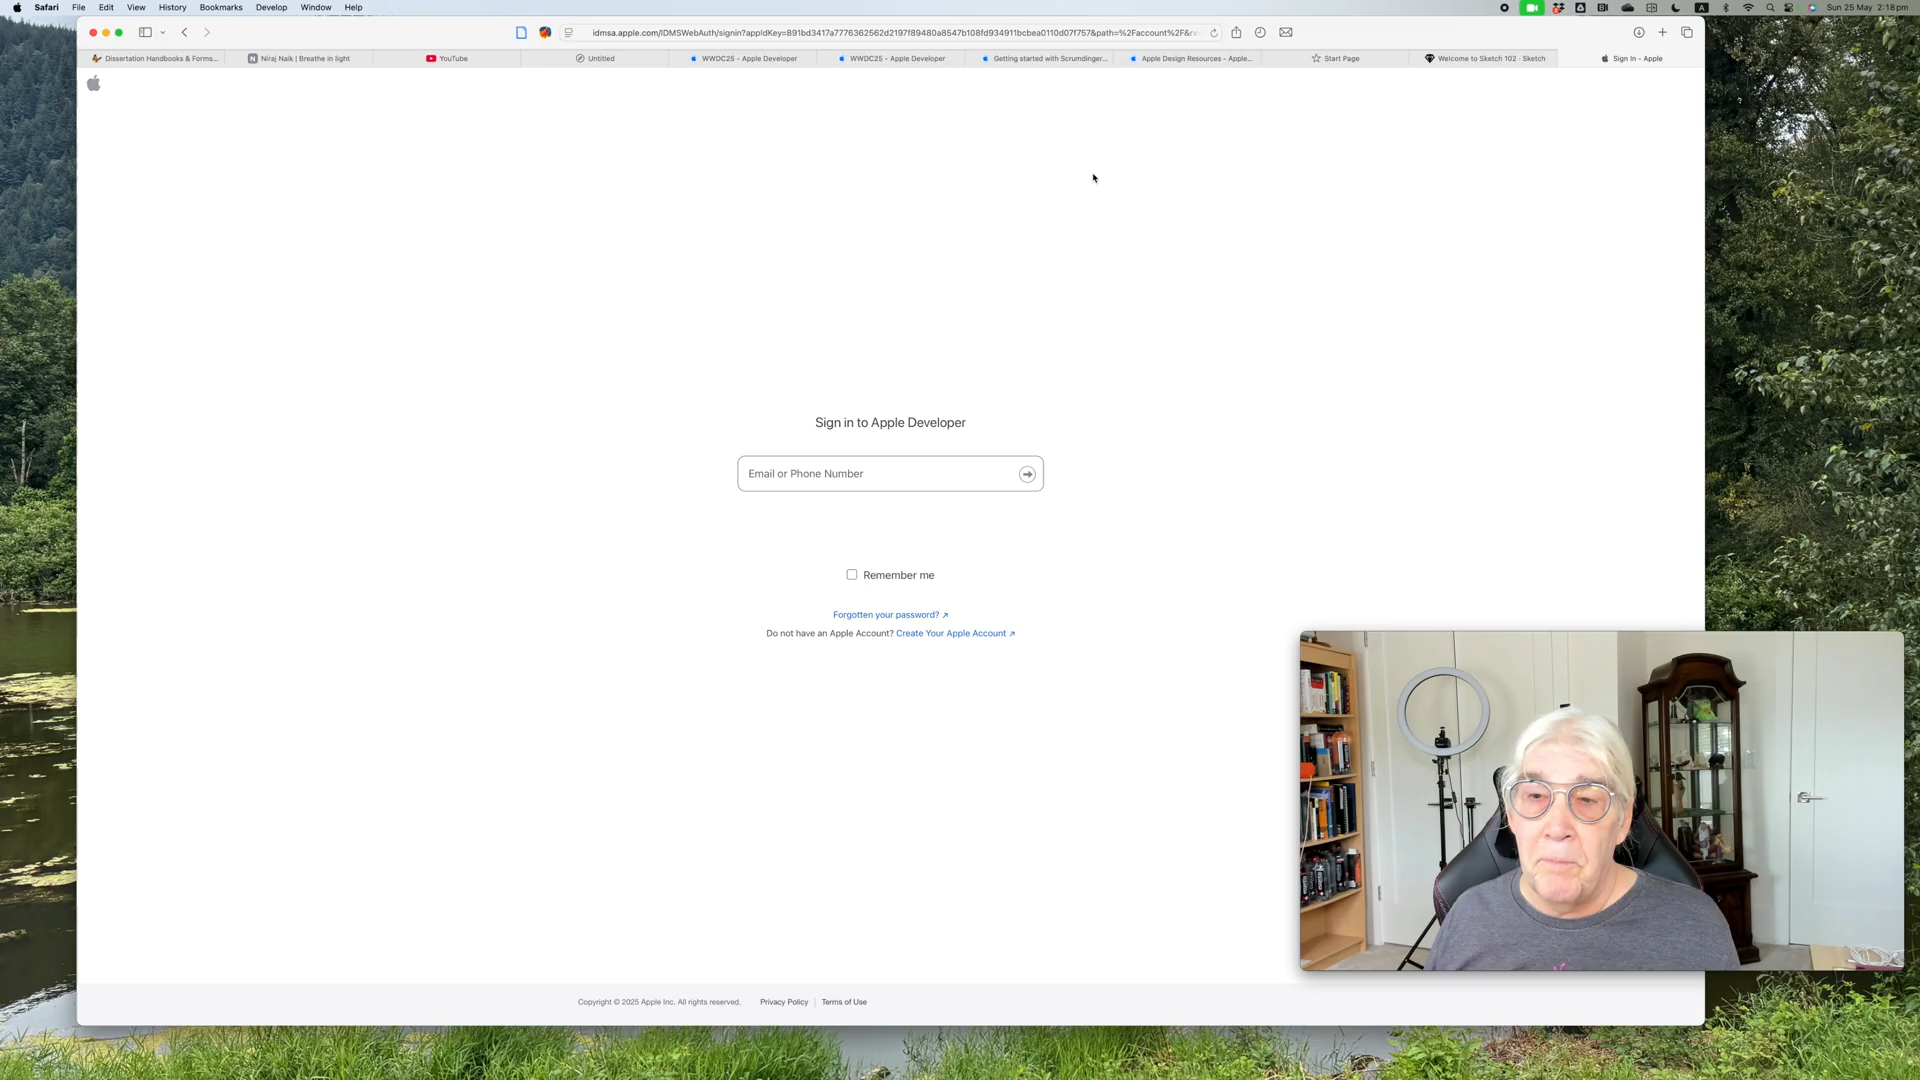 Safari File Edit View History Bookmarks Develop Window Help
Sun 25 May 2:18 pm
idmsa.apple.com/IDMSWebAuth/signin?appIdKey=891bd3417a7776362562d2197f89480a8547b108fd934911bcbea0110d07f757&path=%2Faccount%2F&rv
Dissertation Handbooks & Forms...
Niraj Naik | Breathe in light
YouTube
Untitled
WWDC25 - Apple Developer
WWDC25 - Apple Developer
Getting started with Scrumdinger...
Apple Design Resources - Apple...
Start Page
Welcome to Sketch 102 · Sketch
Sign In - Apple
Sign in to Apple Developer
Email or Phone Number
Remember me
Forgotten your password? ↗
Do not have an Apple Account? Create Your Apple Account ↗
Copyright © 2025 Apple Inc. All rights reserved. Privacy Policy | Terms of Use